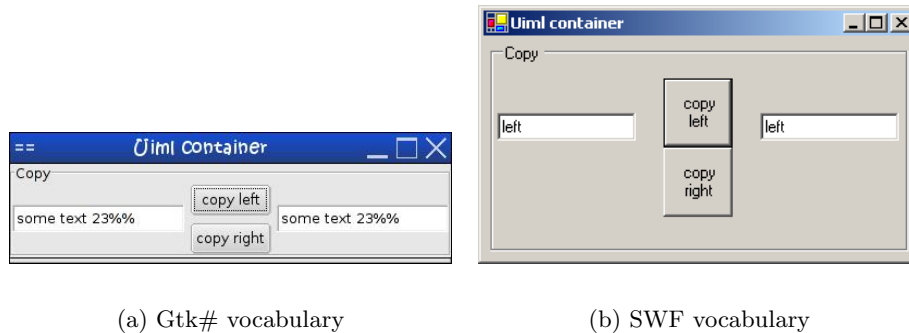 == Uiml container
Copy
some text 23%%
copy left
copy right
some text 23%%
Uiml container
Copy
left
copy
left
copy
right
left
(a) Gtk# vocabulary
(b) SWF vocabulary